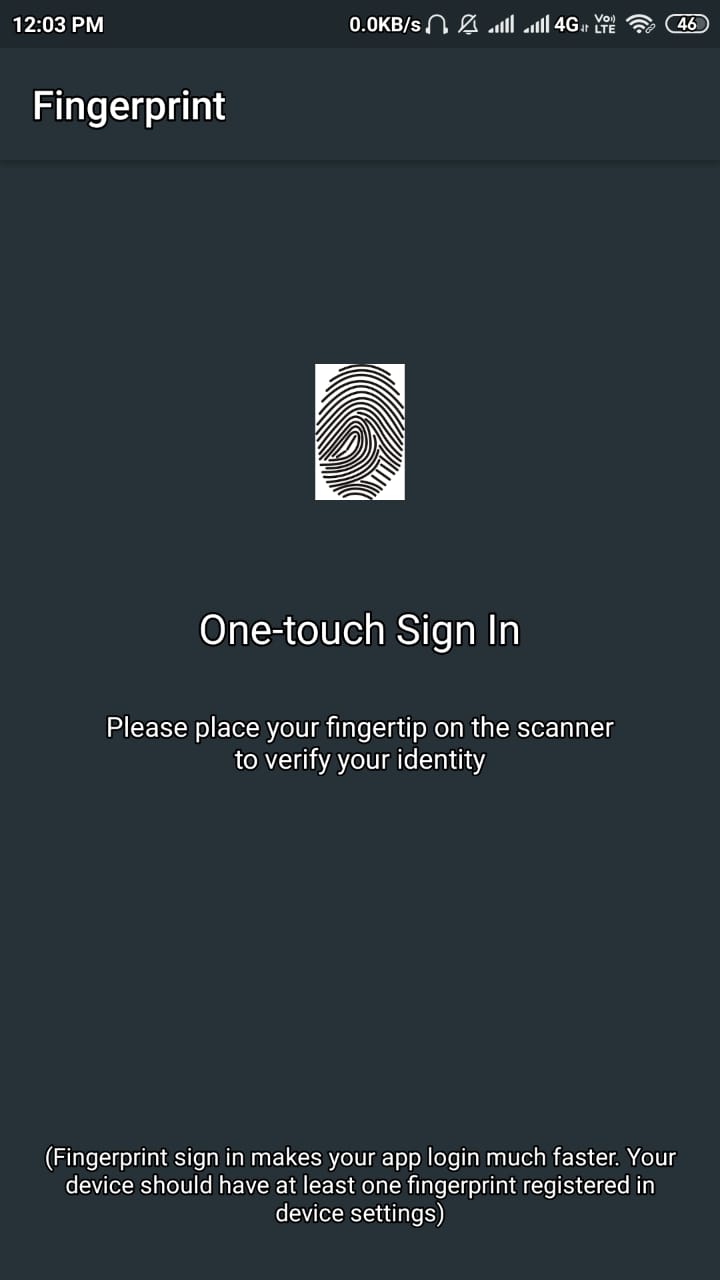 12:03 PM 0.0KB/s 4G Vo) LTE 46
Fingerprint
One-touch Sign In
Please place your fingertip on the scanner
to verify your identity
(Fingerprint sign in makes your app login much faster. Your
device should have at least one fingerprint registered in
device settings)